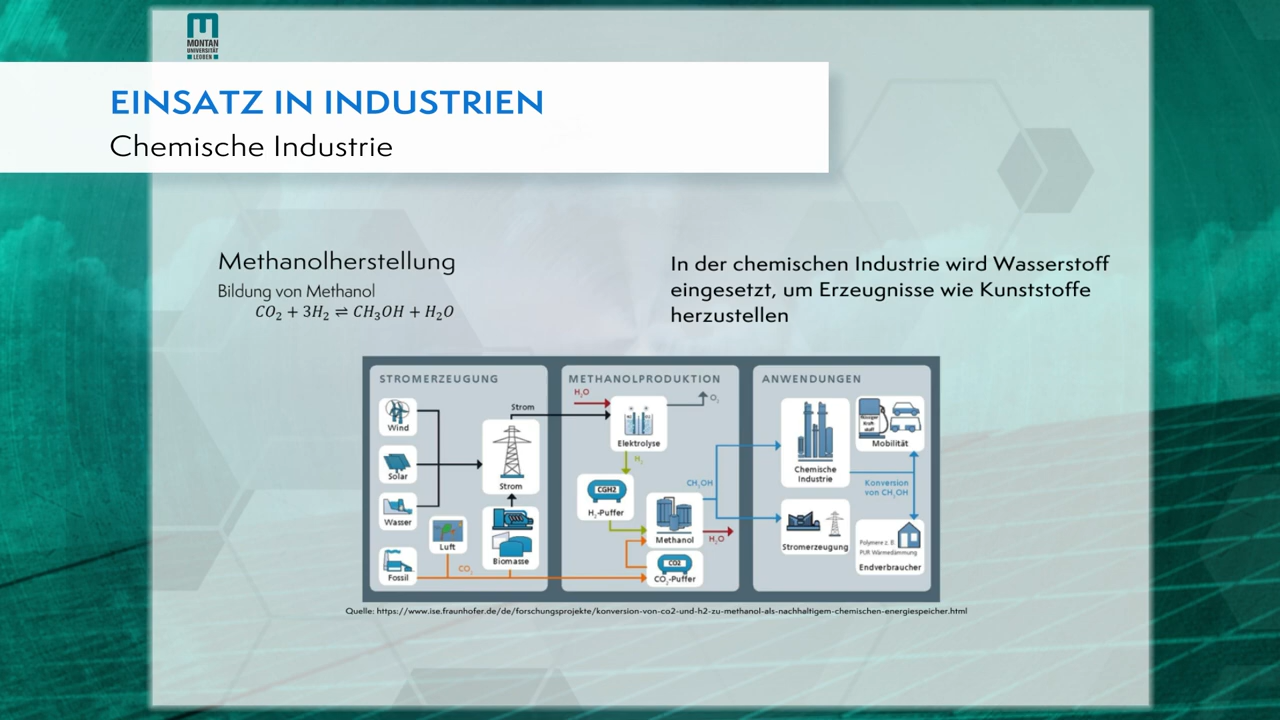 MONTAN
UNIVERSITÄT
LEOBEN
EINSATZ IN INDUSTRIEN
Chemische Industrie
Methanolherstellung
Bildung von Methanol
CO₂ + 3H₂ ⇌ CH₃OH + H₂O
In der chemischen Industrie wird Wasserstoff
eingesetzt, um Erzeugnisse wie Kunststoffe
herzustellen
STROMERZEUGUNG
Wind
Solar
Wasser
Fossil
Luft
CO₂
Strom
Strom
Biomasse
METHANOLPRODUKTION
H₂O
O₂
Elektrolyse
H₂
CGH2
H₂-Puffer
CH₃OH
Methanol
H₂O
CO2
CO₂-Puffer
ANWENDUNGEN
Chemische
Industrie
Flüssiger
Kraft
stoff
Mobilität
Konversion
von CH₃OH
Stromerzeugung
Polymere z. B.
PUR Wärmedämmung
Endverbraucher
Quelle: https://www.ise.fraunhofer.de/de/forschungsprojekte/konversion-von-co2-und-h2-zu-methanol-als-nachhaltigem-chemischen-energiespeicher.html